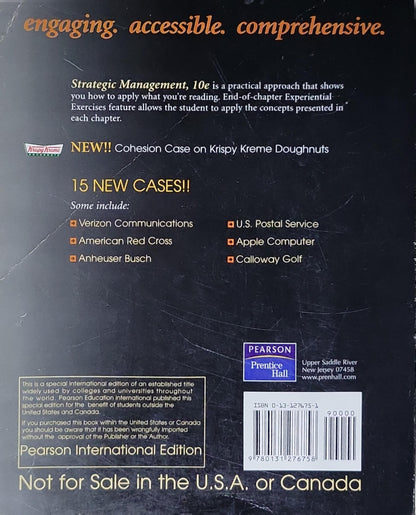 engaging. accessible. comprehensive.
Strategic Management, 10e is a practical approach that shows
you how to apply what you're reading. End-of-chapter Experiential
Exercises feature allows the student to apply the concepts presented in
each chapter.
Krispy Kreme
NEW!! Cohesion Case on Krispy Kreme Doughnuts
15 NEW CASES!!
Some include:
Verizon Communications
American Red Cross
Anheuser Busch
U.S. Postal Service
Apple Computer
Calloway Golf
PEARSON
Prentice
Hall
Upper Saddle River
New Jersey 07458
www.prenhall.com
This is a special international edition of an established title
widely used by colleges and universities throughout
the world. Pearson Education International published this
special edition for the benefit of students outside the
United States and Canada.
If you purchased this book within the United States or Canada
you should be aware that it has been wrongfully imported
without the approval of the Publisher or the Author.
Pearson International Edition
ISBN 0-13-127675-1
90000
9 780131 276758
Not for Sale in the U.S.A. or Canada